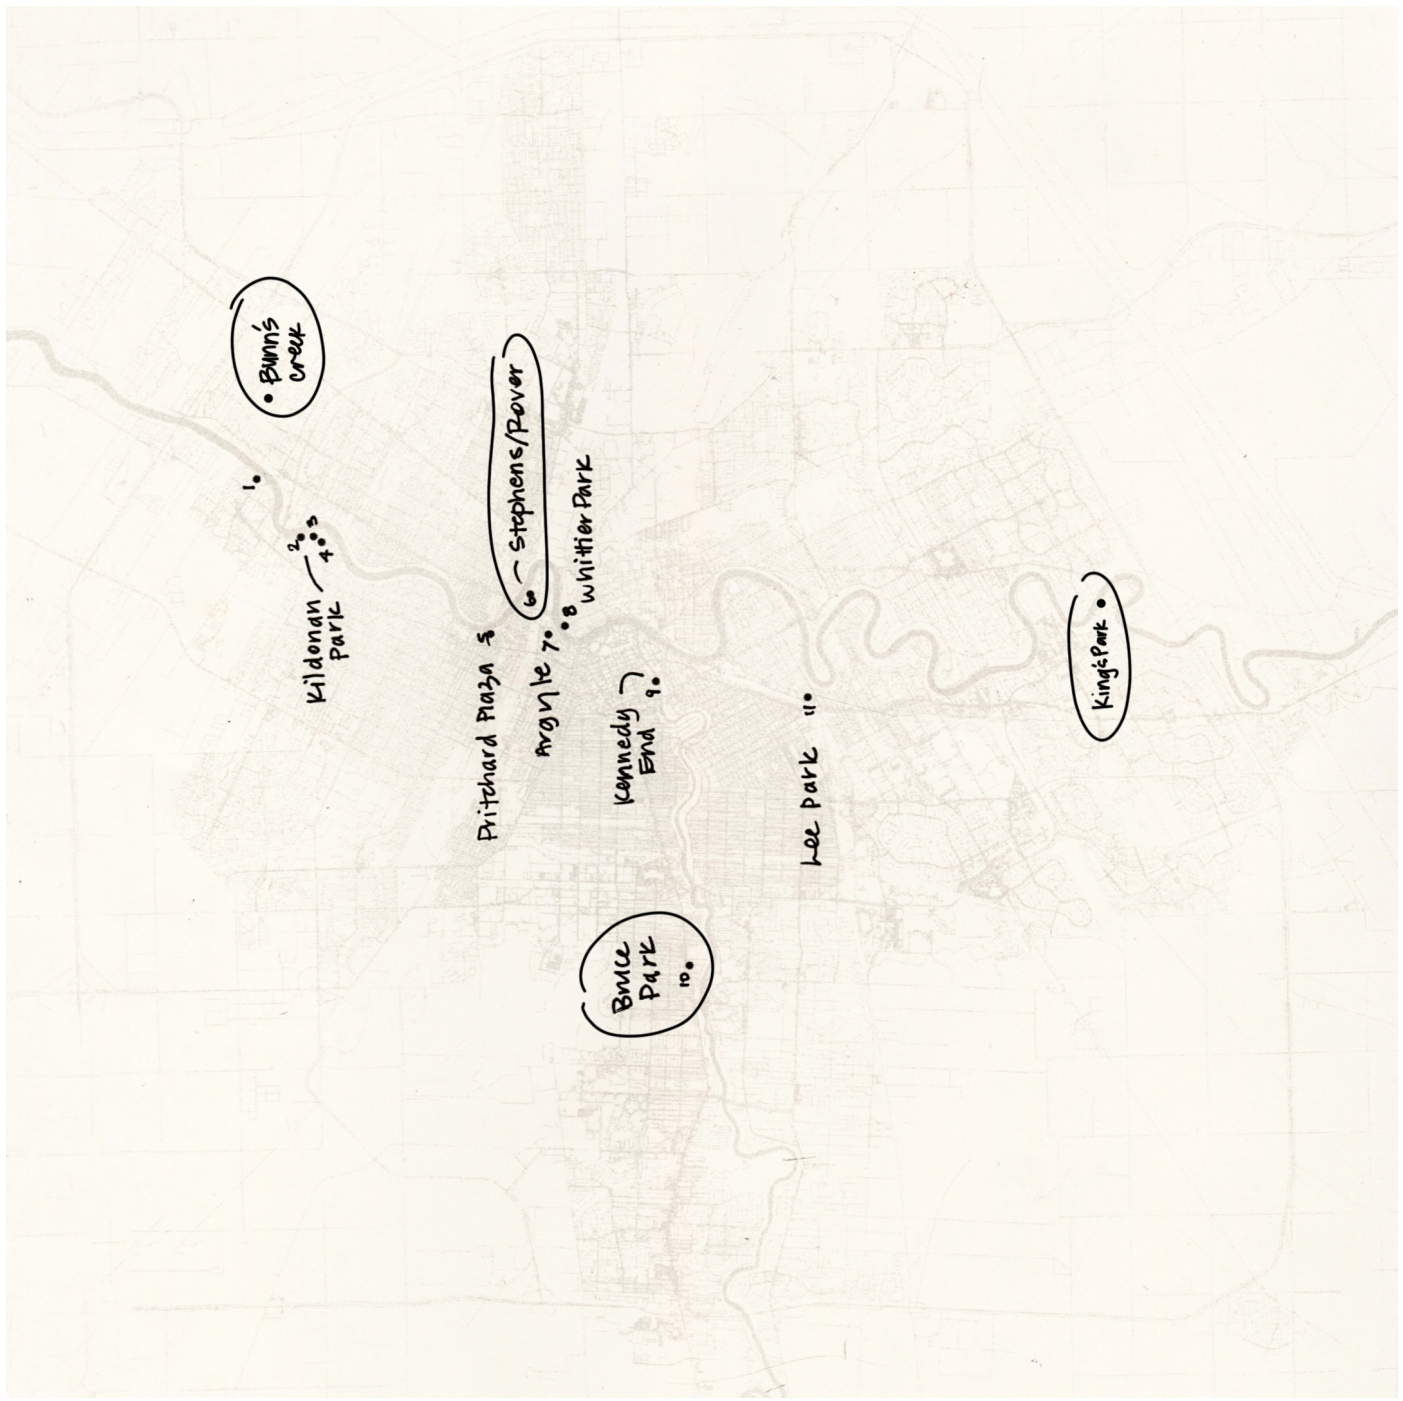 Bunn's
creek
1
2
3
4
Kildonan
Park
Stephens/Rover
6
Whittier Park
8
Pritchard Plaza
5
Argyle
7
Kennedy
End
9
Lee Park
11
King's Park
Bruce
Park
10